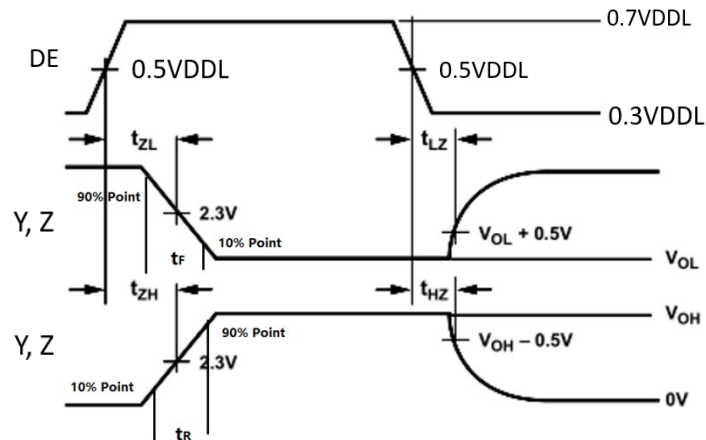 0.7VDDL
DE
0.5VDDL
0.5VDDL
0.3VDDL
tZL
tLZ
90% Point
Y, Z
2.3V
VOL + 0.5V
10% Point
tF
VOL
tZH
tHZ
VOH
Y, Z
90% Point
VOH – 0.5V
2.3V
10% Point
0V
tR